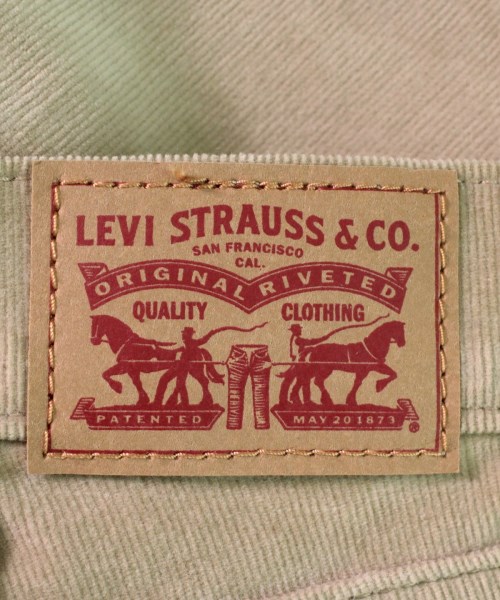 LEVI STRAUSS & CO.
SAN FRANCISCO
CAL.
ORIGINAL RIVETED
QUALITY CLOTHING
PATENTED MAY 20 1873 ®